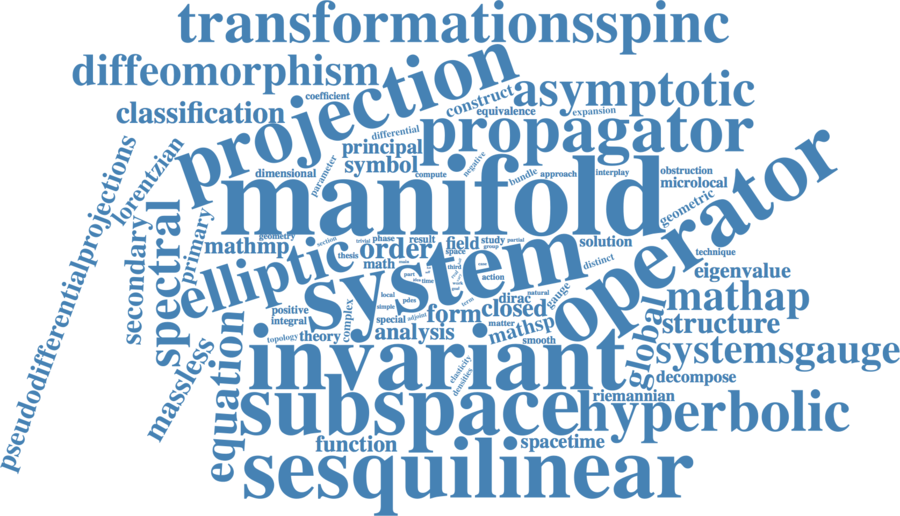 transformationsspinc
diffeomorphism
projection
asymptotic
coefficient
construct
classification
equivalence
expansion
propagator
differential
principal
negative
symbol
parameter
compute
bundle
approach
interplay
obstruction
microlocal
dimensional
manifold
geometric
pseudodifferentialprojections
lorentzian
secondary
primary
spectral
mathmp
geometry
section
trivial
phase
result
field
study
partial
group
space
order
thesis
math
solution
distinct
technique
operator
elliptic
system
third
action
part
time
local
pdes
simple
natural
eigenvalue
mathap
positive
integral
complex
special
adjoint
form
term
closed
dirac
gauge
matter
mathsp
smooth
global
structure
topology
theory
analysis
massless
equation
invariant
elasticity
densities
systemsgauge
decompose
riemannian
subspace
hyperbolic
function
spacetime
sesquilinear